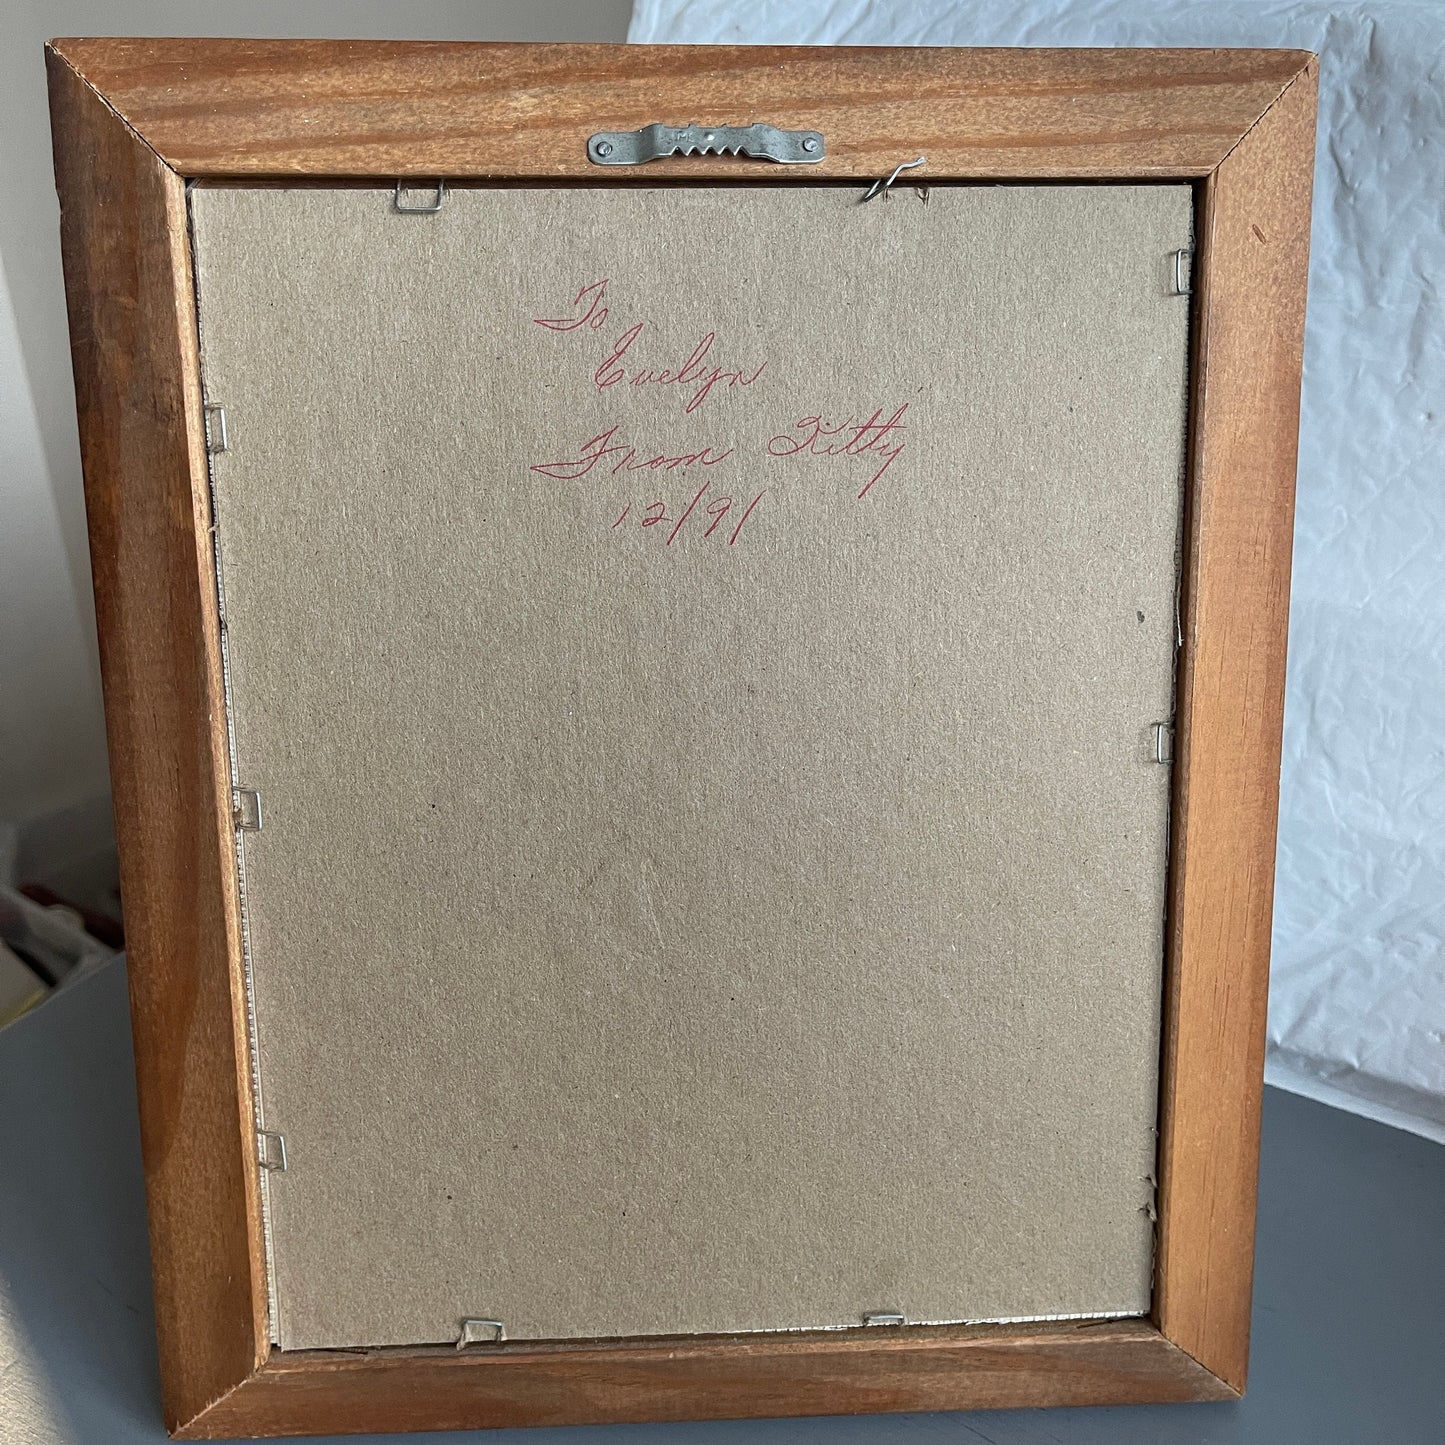 To
Evelyn
From Kitty
12/91